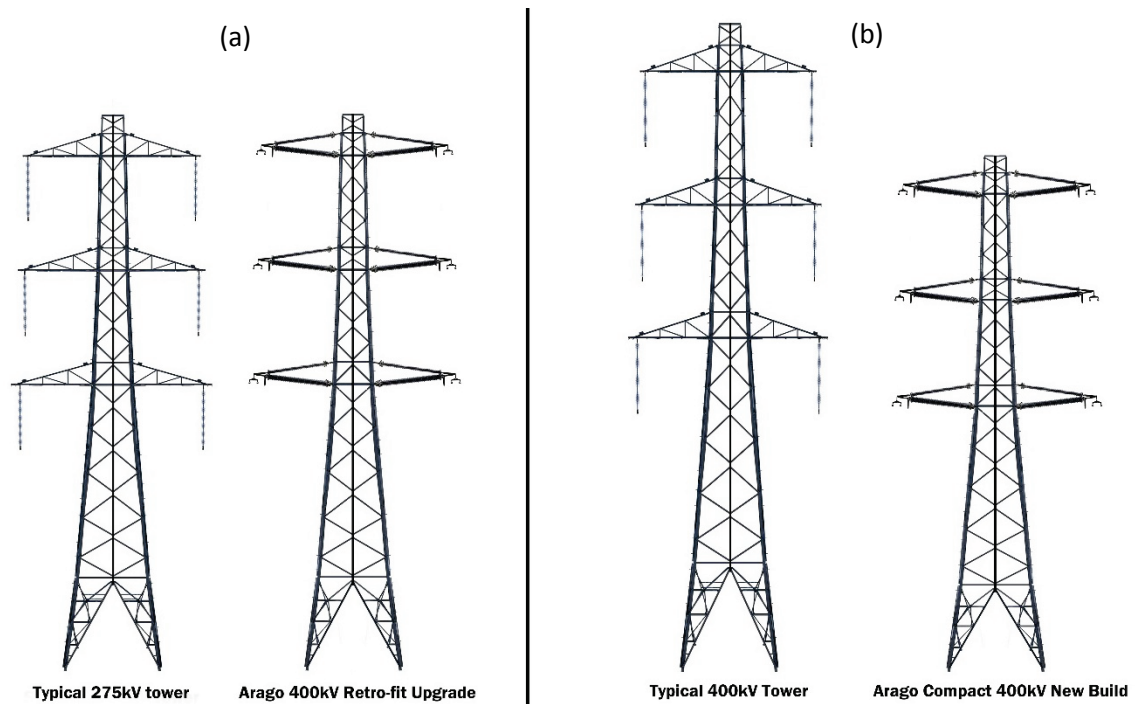 (a)
(b)
Typical 275kV tower
Arago 400kV Retro-fit Upgrade
Typical 400kV Tower
Arago Compact 400kV New Build